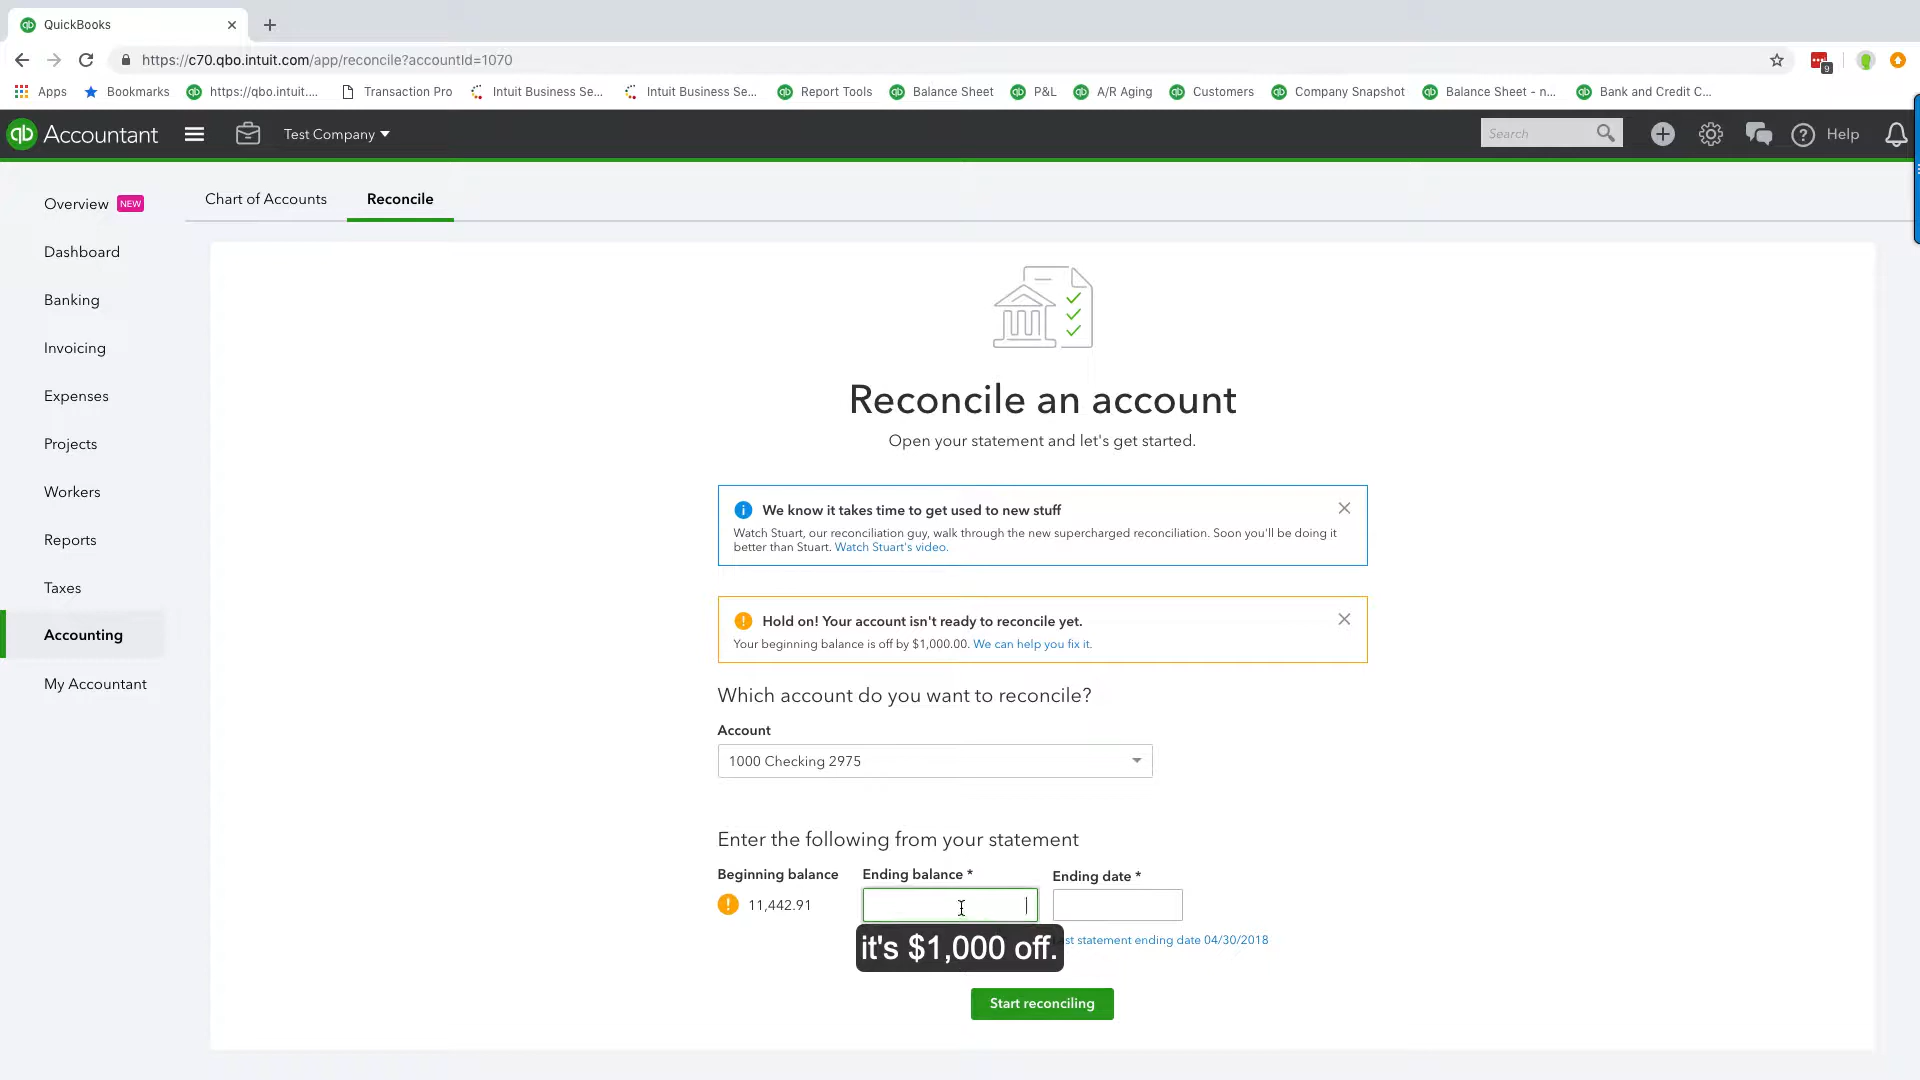 QuickBooks
https://c70.qbo.intuit.com/app/reconcile?accountId=1070
9
Apps Bookmarks https://qbo.intuit.... Transaction Pro Intuit Business Se... Intuit Business Se... Report Tools Balance Sheet P&L A/R Aging Customers Company Snapshot Balance Sheet - n... Bank and Credit C...
qb Accountant Test Company Search Help
Overview NEW
Dashboard
Banking
Invoicing
Expenses
Projects
Workers
Reports
Taxes
Accounting
My Accountant
Chart of Accounts Reconcile
Reconcile an account
Open your statement and let's get started.
We know it takes time to get used to new stuff
Watch Stuart, our reconciliation guy, walk through the new supercharged reconciliation. Soon you'll be doing it
better than Stuart. Watch Stuart's video.
Hold on! Your account isn't ready to reconcile yet.
Your beginning balance is off by $1,000.00. We can help you fix it.
Which account do you want to reconcile?
Account
1000 Checking 2975
Enter the following from your statement
Beginning balance Ending balance * Ending date *
11,442.91
statement ending date 04/30/2018
it's $1,000 off.
Start reconciling